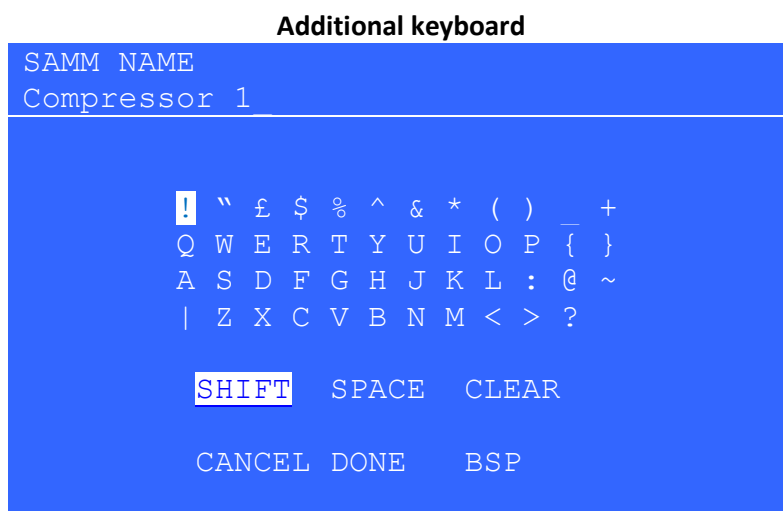 Additional keyboard
SAMM NAME
Compressor 1_
! “ £ $ % ^ & * ( ) _ +
Q W E R T Y U I O P { }
A S D F G H J K L : @ ~
| Z X C V B N M < > ?
SHIFT SPACE CLEAR
CANCEL DONE BSP